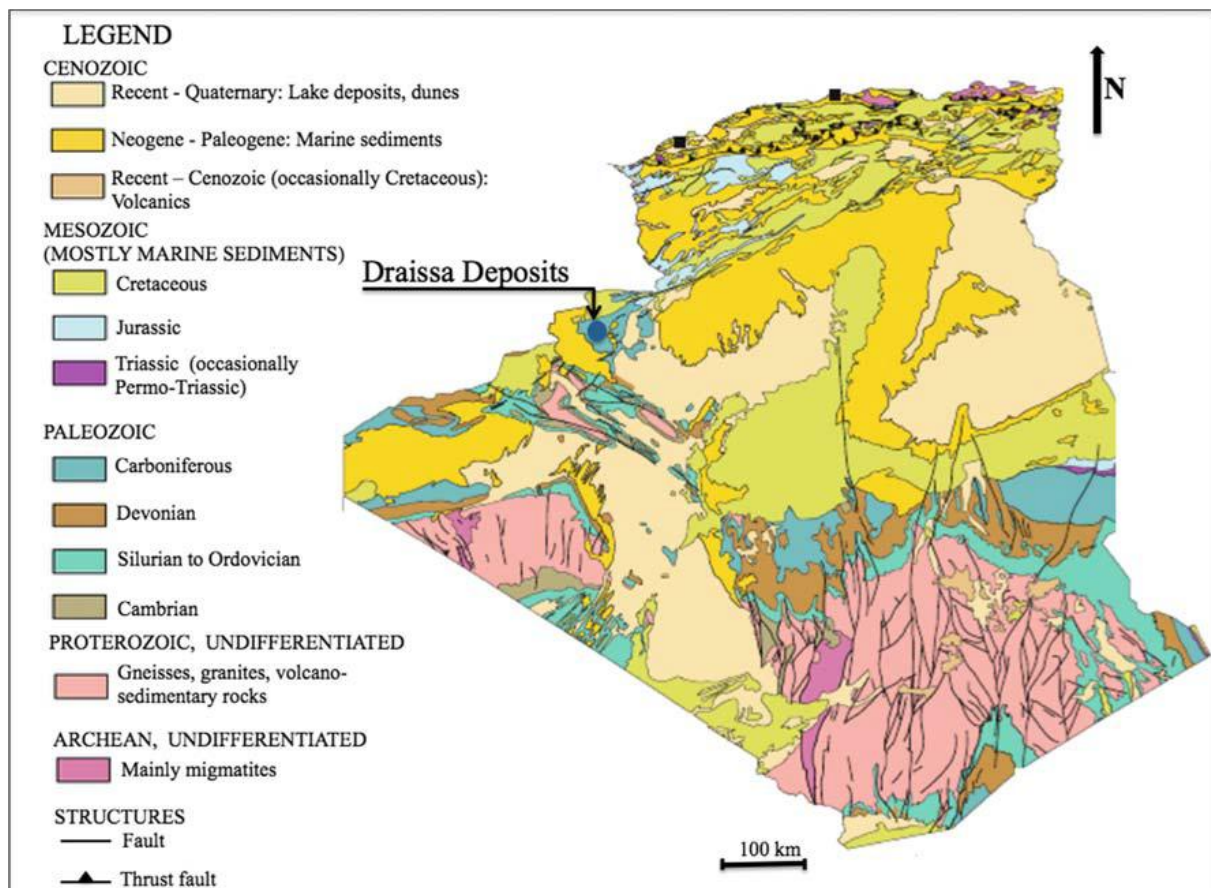 LEGEND
CENOZOIC
Recent - Quaternary: Lake deposits, dunes
Neogene - Paleogene: Marine sediments
Recent – Cenozoic (occasionally Cretaceous):
Volcanics
MESOZOIC
(MOSTLY MARINE SEDIMENTS)
Cretaceous
Jurassic
Triassic (occasionally
Permo-Triassic)
PALEOZOIC
Carboniferous
Devonian
Silurian to Ordovician
Cambrian
PROTEROZOIC, UNDIFFERENTIATED
Gneisses, granites, volcano-
sedimentary rocks
ARCHEAN, UNDIFFERENTIATED
Mainly migmatites
STRUCTURES
Fault
Thrust fault
N
Draissa Deposits
100 km